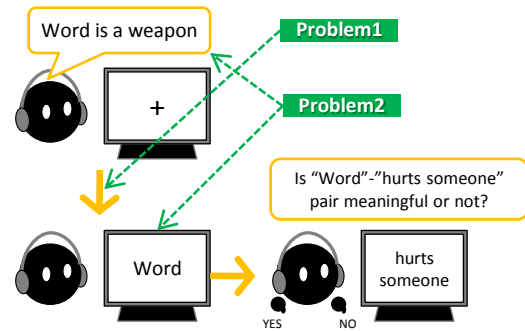 Word is a weapon
Problem1
+
Problem2
Is “Word”-”hurts someone”
pair meaningful or not?
Word
hurts
someone
YES
NO